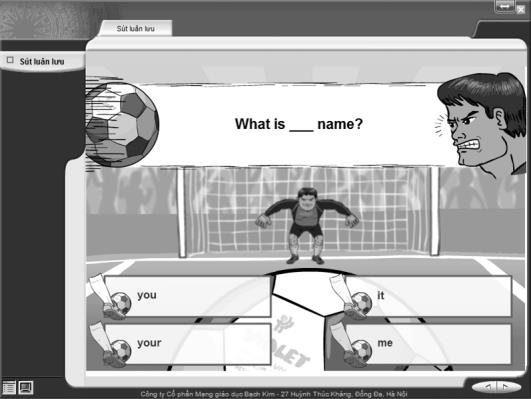 Sút luân lưu
Sút luân lưu
What is ___ name?
you
it
your
me
VIOLET
Công ty Cổ phần Mạng giáo dục Bạch Kim - 27 Huỳnh Thúc Kháng, Đống Đa, Hà Nội